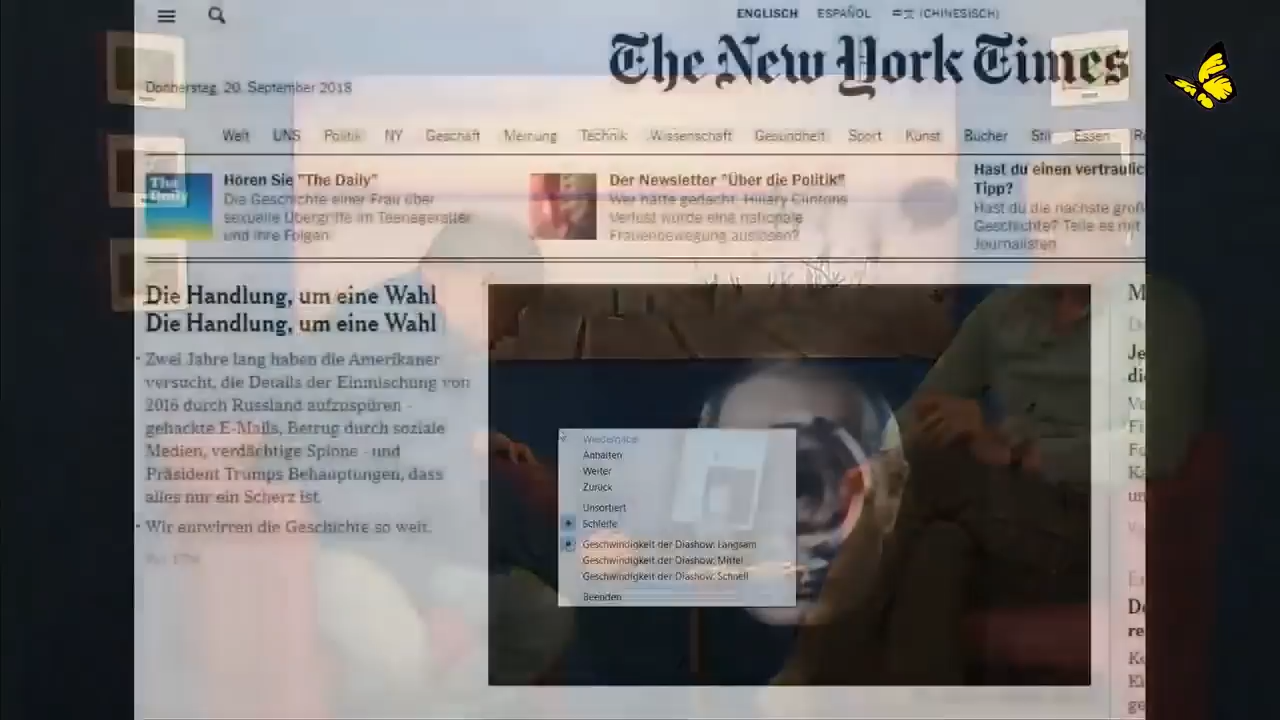 ENGLISCH ESPAÑOL 中文 (CHINESISCH)
The New York Times
Donnerstag, 20. September 2018
Welt UNS Politik NY Geschäft Meinung Technik Wissenschaft Gesundheit Sport Kunst Bücher Stil Essen
The Daily
Hören Sie "The Daily"
Die Geschichte einer Frau über
sexuelle Übergriffe im Teenageralter
und ihre Folgen.
Der Newsletter "Über die Politik"
Wer hätte gedacht, Hillary Clintons
Verlust würde eine nationale
Frauenbewegung auslösen?
Hast du einen vertraulic
Tipp?
Hast du die nächste groß
Geschichte? Teile es mit
Journalisten.
Die Handlung, um eine Wahl
Die Handlung, um eine Wahl
• Zwei Jahre lang haben die Amerikaner
versucht, die Details der Einmischung von
2016 durch Russland aufzuspüren -
gehackte E-Mails, Betrug durch soziale
Medien, verdächtige Spione - und
Präsident Trumps Behauptungen, dass
alles nur ein Scherz ist.
• Wir entwirren die Geschichte so weit.
Wiedergabe
Anhalten
Weiter
Zurück
Unsortiert
Schleife
Geschwindigkeit der Diashow: Langsam
Geschwindigkeit der Diashow: Mittel
Geschwindigkeit der Diashow: Schnell
Beenden